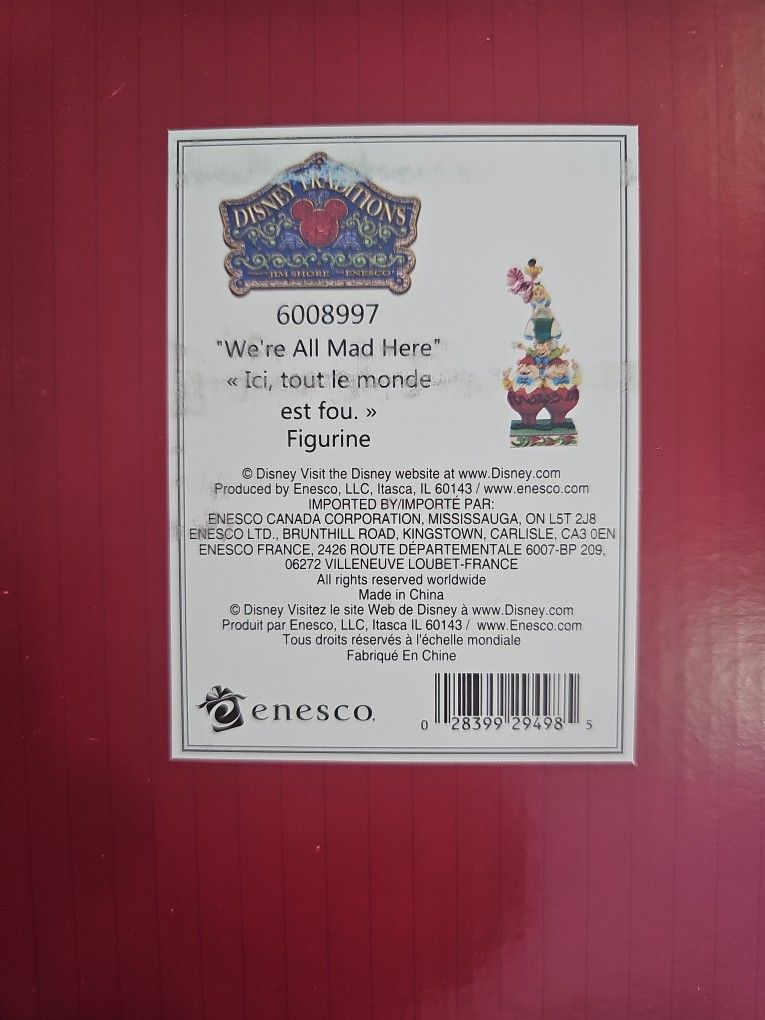 DISNEY TRADITIONS
JIM SHORE ENESCO
6008997
"We're All Mad Here"
« Ici, tout le monde
est fou. »
Figurine
© Disney Visit the Disney website at www.Disney.com
Produced by Enesco, LLC, Itasca, IL 60143 / www.enesco.com
IMPORTED BY/IMPORTÉ PAR:
ENESCO CANADA CORPORATION, MISSISSAUGA, ON L5T 2J8
ENESCO LTD., BRUNTHILL ROAD, KINGSTOWN, CARLISLE, CA3 0EN
ENESCO FRANCE, 2426 ROUTE DÉPARTEMENTALE 6007-BP 209,
06272 VILLENEUVE LOUBET-FRANCE
All rights reserved worldwide
Made in China
© Disney Visitez le site Web de Disney à www.Disney.com
Produit par Enesco, LLC, Itasca IL 60143 / www.Enesco.com
Tous droits réservés à l'échelle mondiale
Fabriqué En Chine
enesco.
0 28399 29498 5